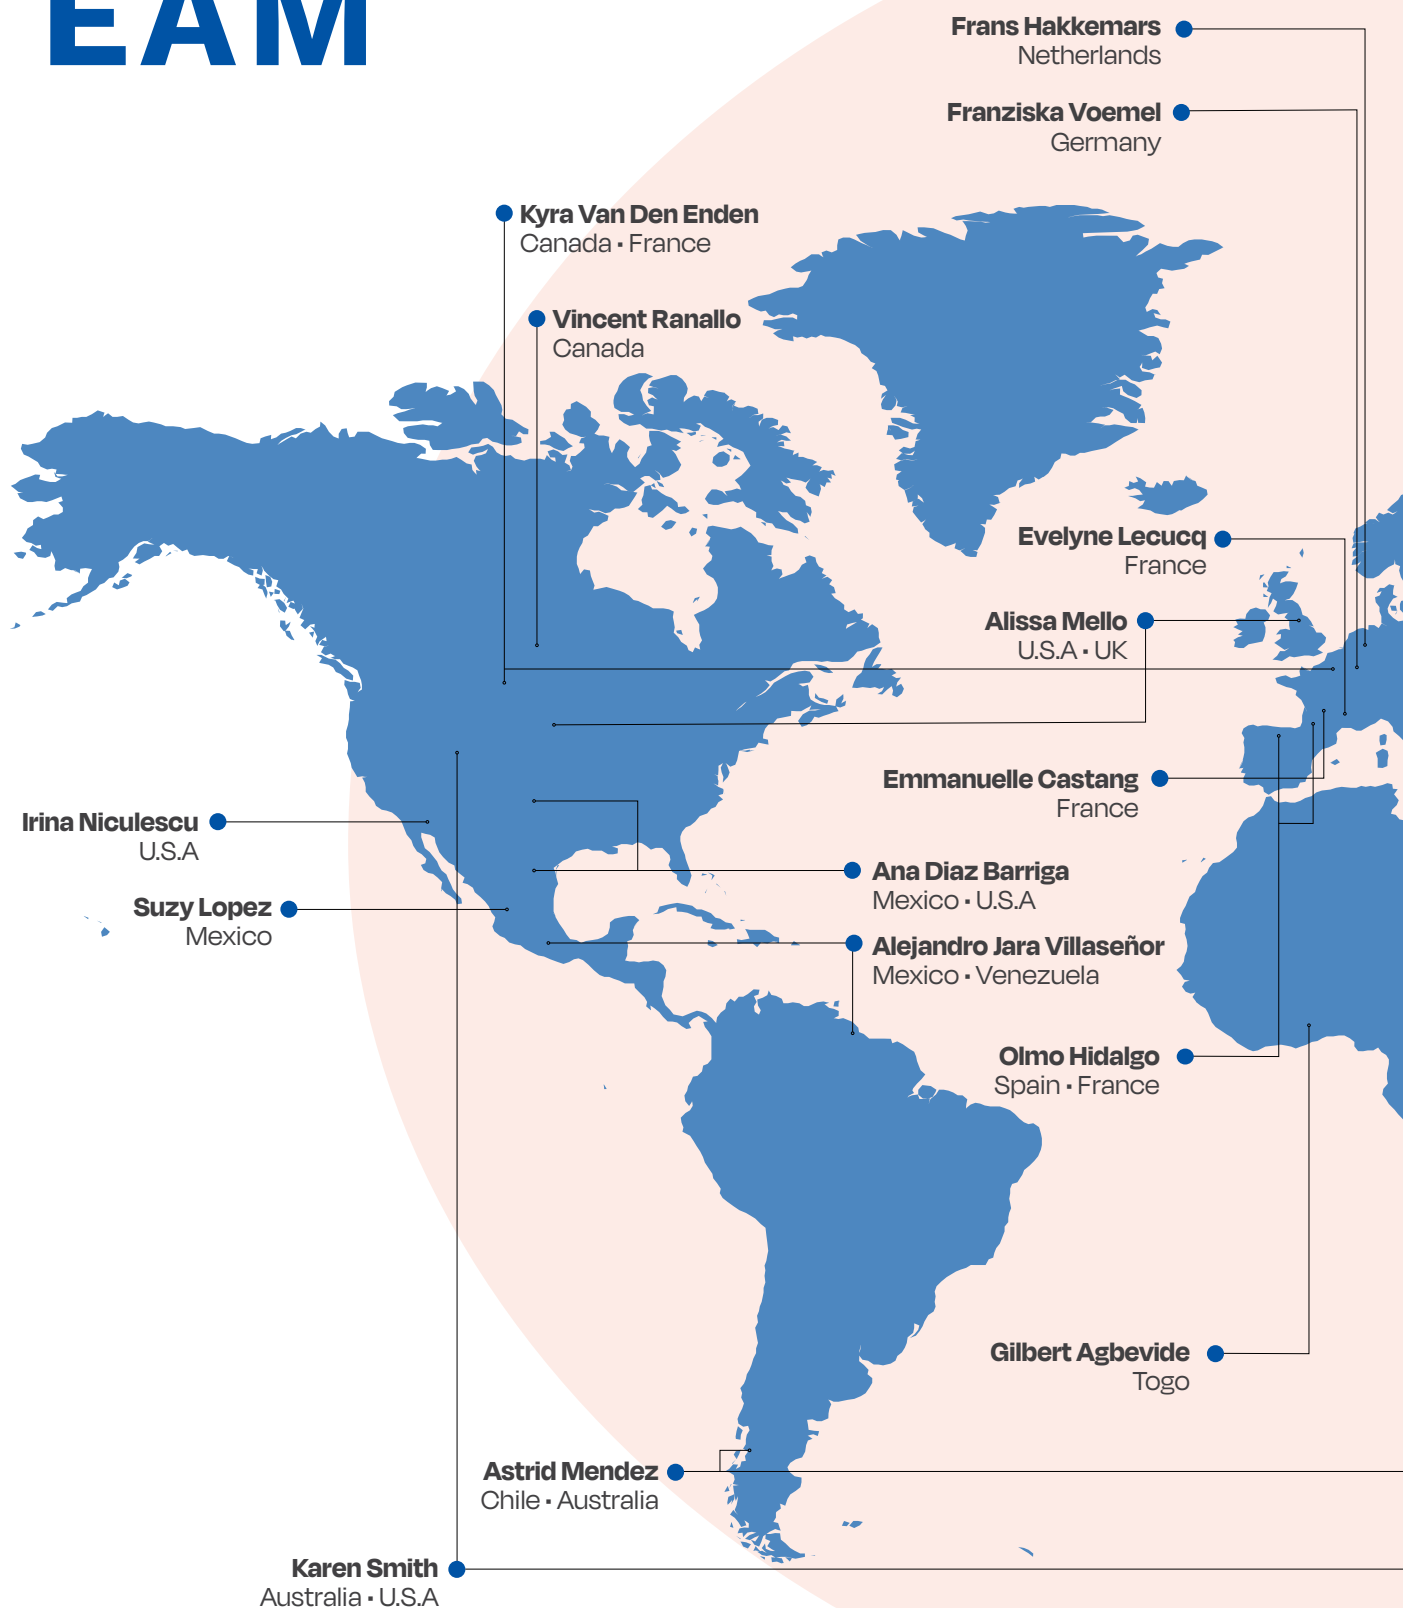 EAM
Frans Hakkemars
Netherlands
Franziska Voemel
Germany
Kyra Van Den Enden
Canada • France
Vincent Ranallo
Canada
Evelyne Lecucq
France
Alissa Mello
U.S.A • UK
Emmanuelle Castang
France
Irina Niculescu
U.S.A
Ana Diaz Barriga
Mexico • U.S.A
Suzy Lopez
Mexico
Alejandro Jara Villaseñor
Mexico • Venezuela
Olmo Hidalgo
Spain • France
Gilbert Agbevide
Togo
Astrid Mendez
Chile • Australia
Karen Smith
Australia • U.S.A